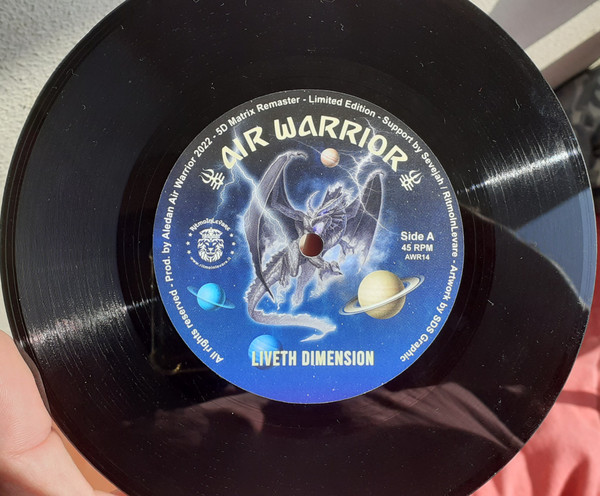 All rights reserved - Prod. by Aledan Air Warrior 2022 - 5D Matrix Remaster - Limited Edition - Support by Sevejah / RitmoInLevare - Artwork by SDS Graphic
AIR WARRIOR
RitmoInLevare
Side A
45 RPM
AWR14
LIVETH DIMENSION